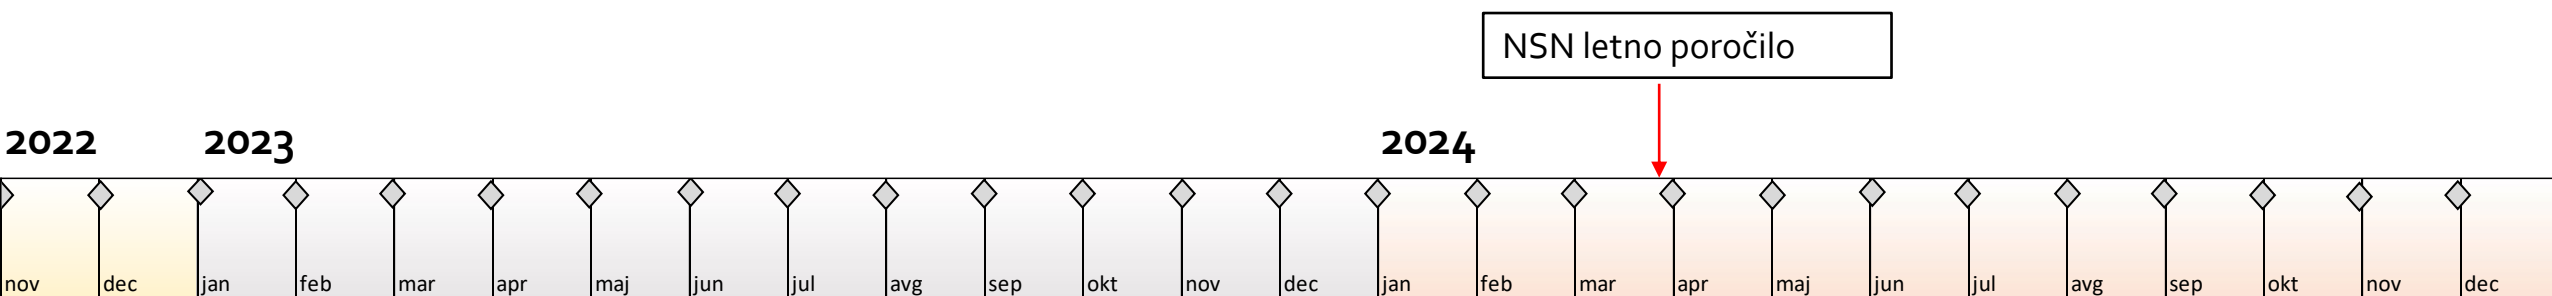 NSN letno poročilo
2022 2023 2024
nov dec jan feb mar apr maj jun jul avg sep okt nov dec jan feb mar apr maj jun jul avg sep okt nov dec